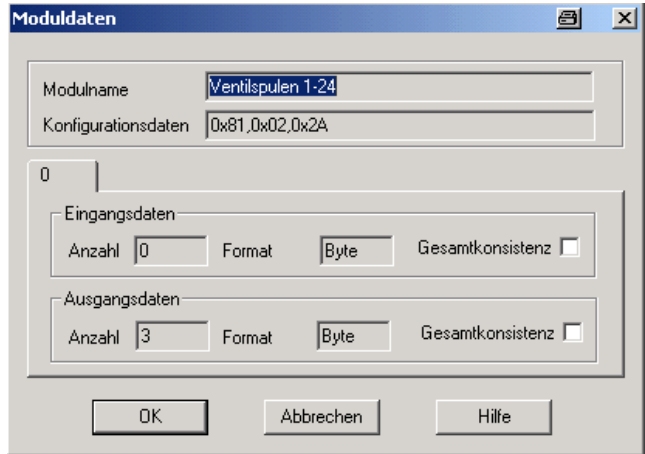 Moduldaten
Modulname Ventilspulen 1-24
Konfigurationsdaten 0x81,0x02,0x2A
0
Eingangsdaten
Anzahl 0 Format Byte Gesamtkonsistenz
Ausgangsdaten
Anzahl 3 Format Byte Gesamtkonsistenz
OK Abbrechen Hilfe